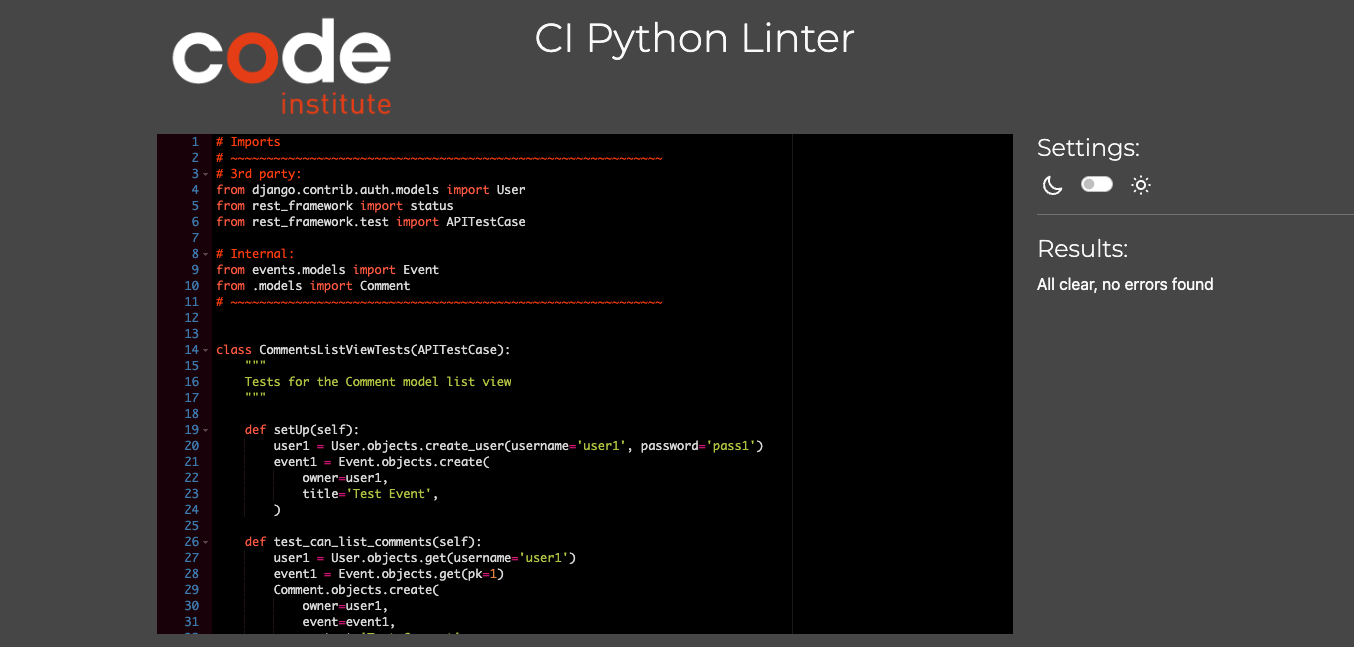 code
institute
CI Python Linter
1 # Imports
2 # ~~~~~~~~~~~~~~~~~~~~~~~~~~~~~~~~~~~~~~~~~~~~~~~~~~~~~~~~~~~~
3 # 3rd party:
4 from django.contrib.auth.models import User
5 from rest_framework import status
6 from rest_framework.test import APITestCase
7
8 # Internal:
9 from events.models import Event
10 from .models import Comment
11 # ~~~~~~~~~~~~~~~~~~~~~~~~~~~~~~~~~~~~~~~~~~~~~~~~~~~~~~~~~~~~
12
13
14 class CommentsListViewTests(APITestCase):
15     """
16     Tests for the Comment model list view
17     """
18
19     def setUp(self):
20         user1 = User.objects.create_user(username='user1', password='pass1')
21         event1 = Event.objects.create(
22             owner=user1,
23             title='Test Event',
24         )
25
26     def test_can_list_comments(self):
27         user1 = User.objects.get(username='user1')
28         event1 = Event.objects.get(pk=1)
29         Comment.objects.create(
30             owner=user1,
31             event=event1,
Settings:
Results:
All clear, no errors found